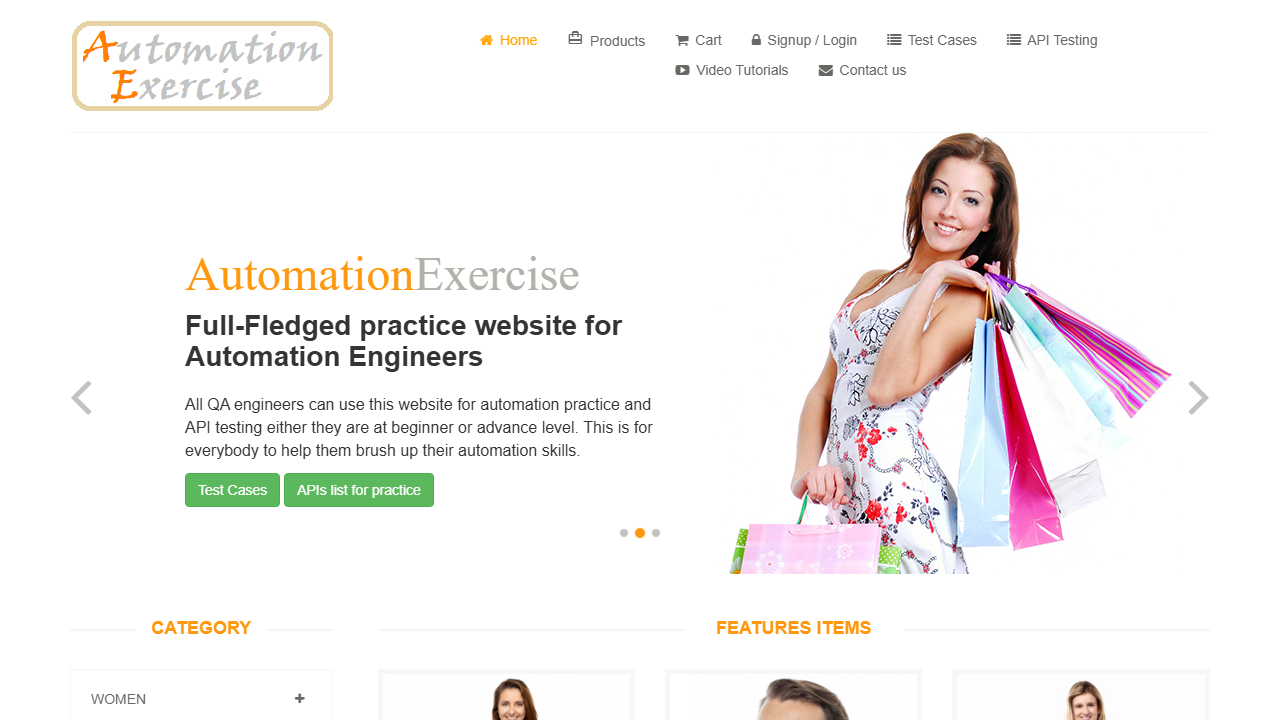 Automation
Exercise
Home
Products
Cart
Signup / Login
Test Cases
API Testing
Video Tutorials
Contact us
AutomationExercise
Full-Fledged practice website for
Automation Engineers
All QA engineers can use this website for automation practice and
API testing either they are at beginner or advance level. This is for
everybody to help them brush up their automation skills.
Test Cases
APIs list for practice
CATEGORY
FEATURES ITEMS
WOMEN